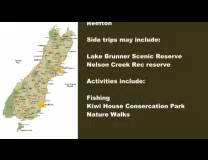 Reefton
Side trips may include:
Lake Brunner Scenic Reserve
Nelson Creek Rec reserve
Activities include:
Fishing
Kiwi House Consercation Park
Nature Walks